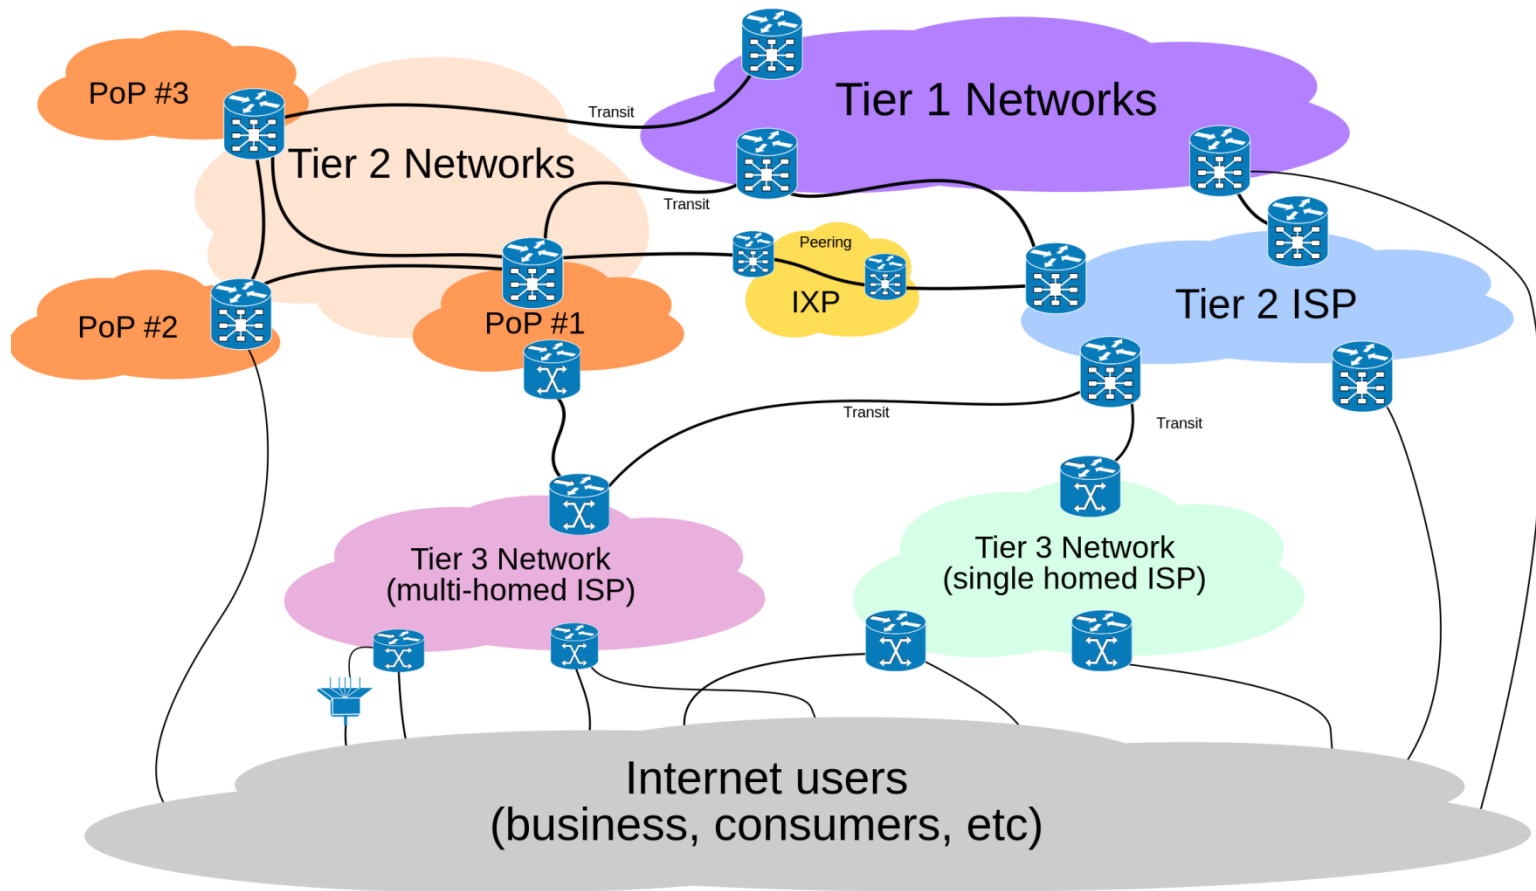 PoP #3
Tier 1 Networks
Transit
Tier 2 Networks
Transit
Peering
IXP
Tier 2 ISP
PoP #2
PoP #1
Transit
Transit
Tier 3 Network
(multi-homed ISP)
Tier 3 Network
(single homed ISP)
Internet users
(business, consumers, etc)